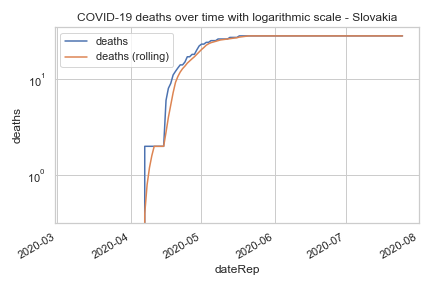 COVID-19 deaths over time with logarithmic scale - Slovakia
deaths
deaths (rolling)
10¹
10⁰
deaths
2020-03
2020-04
2020-05
2020-06
2020-07
2020-08
dateRep